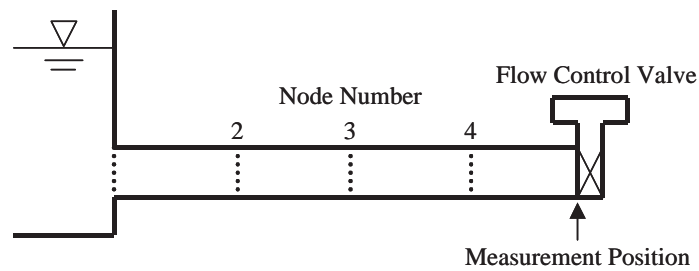 Flow Control Valve
Node Number
2 3 4
Measurement Position